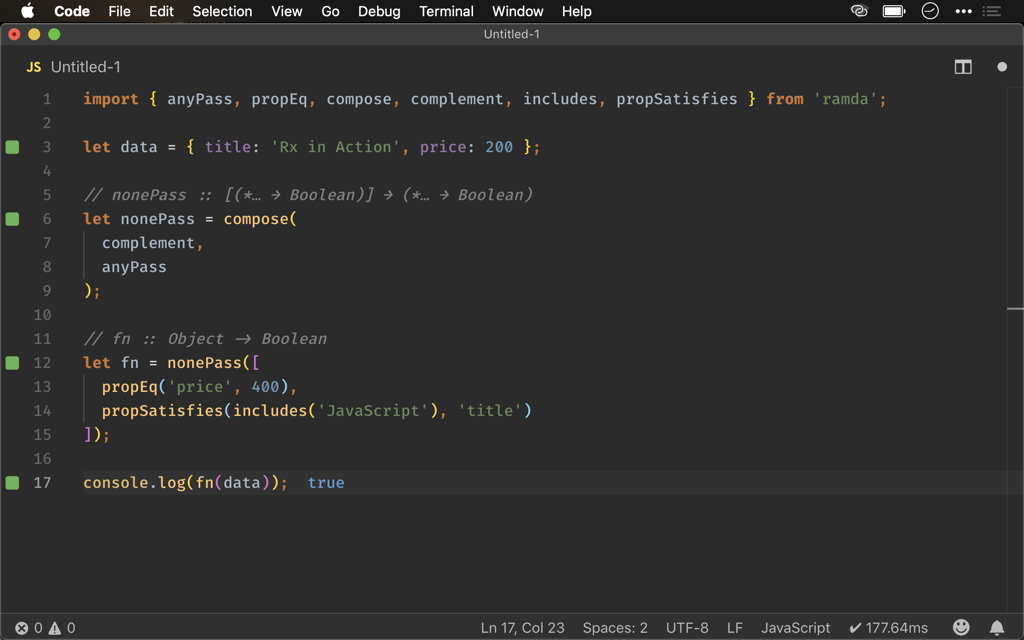 Code File Edit Selection View Go Debug Terminal Window Help
Untitled-1
JS Untitled-1
1 import { anyPass, propEq, compose, complement, includes, propSatisfies } from 'ramda';
2
3 let data = { title: 'Rx in Action', price: 200 };
4
5 // nonePass :: [(*… → Boolean)] → (*… → Boolean)
6 let nonePass = compose(
7 complement,
8 anyPass
9 );
10
11 // fn :: Object → Boolean
12 let fn = nonePass([
13 propEq('price', 400),
14 propSatisfies(includes('JavaScript'), 'title')
15 ]);
16
17 console.log(fn(data)); true
0 0 Ln 17, Col 23 Spaces: 2 UTF-8 LF JavaScript ✔ 177.64ms